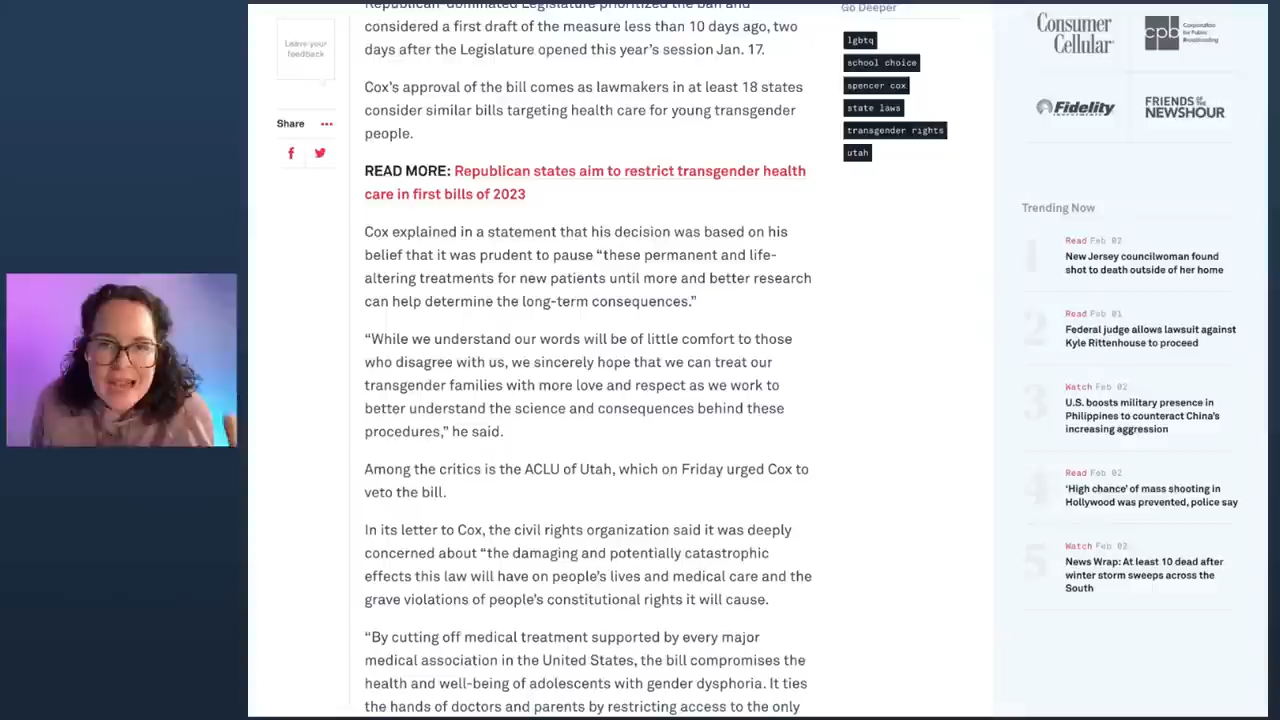 Leave your
feedback
Share
Republican-dominated Legislature prioritized the ban and
considered a first draft of the measure less than 10 days ago, two
days after the Legislature opened this year's session Jan. 17.
Cox's approval of the bill comes as lawmakers in at least 18 states
consider similar bills targeting health care for young transgender
people.
READ MORE: Republican states aim to restrict transgender health
care in first bills of 2023
Cox explained in a statement that his decision was based on his
belief that it was prudent to pause “these permanent and life-
altering treatments for new patients until more and better research
can help determine the long-term consequences.”
“While we understand our words will be of little comfort to those
who disagree with us, we sincerely hope that we can treat our
transgender families with more love and respect as we work to
better understand the science and consequences behind these
procedures,” he said.
Among the critics is the ACLU of Utah, which on Friday urged Cox to
veto the bill.
In its letter to Cox, the civil rights organization said it was deeply
concerned about “the damaging and potentially catastrophic
effects this law will have on people's lives and medical care and the
grave violations of people's constitutional rights it will cause.
“By cutting off medical treatment supported by every major
medical association in the United States, the bill compromises the
health and well-being of adolescents with gender dysphoria. It ties
the hands of doctors and parents by restricting access to the only
Go Deeper
lgbtq
school choice
spencer cox
state laws
transgender rights
utah
Consumer
Cellular
cpb
Corporation
for Public
Broadcasting
Fidelity
INVESTMENTS
FRIENDS OF THE
NEWSHOUR
Trending Now
1
Read Feb 02
New Jersey councilwoman found
shot to death outside of her home
2
Read Feb 01
Federal judge allows lawsuit against
Kyle Rittenhouse to proceed
3
Watch Feb 02
U.S. boosts military presence in
Philippines to counteract China's
increasing aggression
4
Read Feb 02
‘High chance’ of mass shooting in
Hollywood was prevented, police say
5
Watch Feb 02
News Wrap: At least 10 dead after
winter storm sweeps across the
South